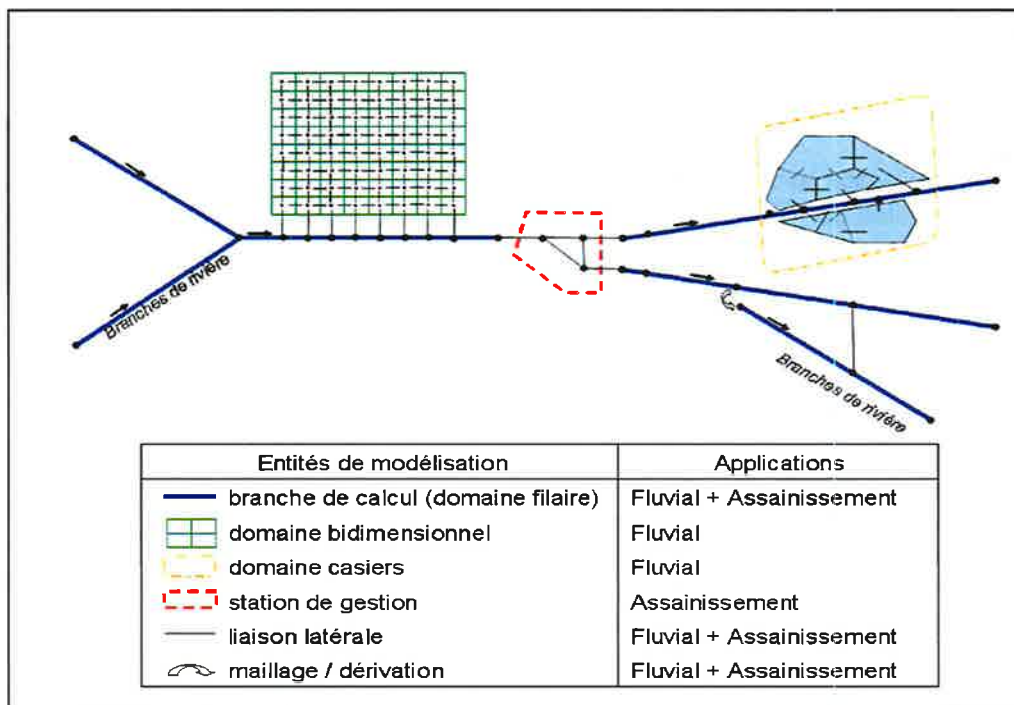 Branches de rivière
Branches de rivière
Entités de modélisation Applications
branche de calcul (domaine filaire) Fluvial + Assainissement
domaine bidimensionnel Fluvial
domaine casiers Fluvial
station de gestion Assainissement
liaison latérale Fluvial + Assainissement
maillage / dérivation Fluvial + Assainissement